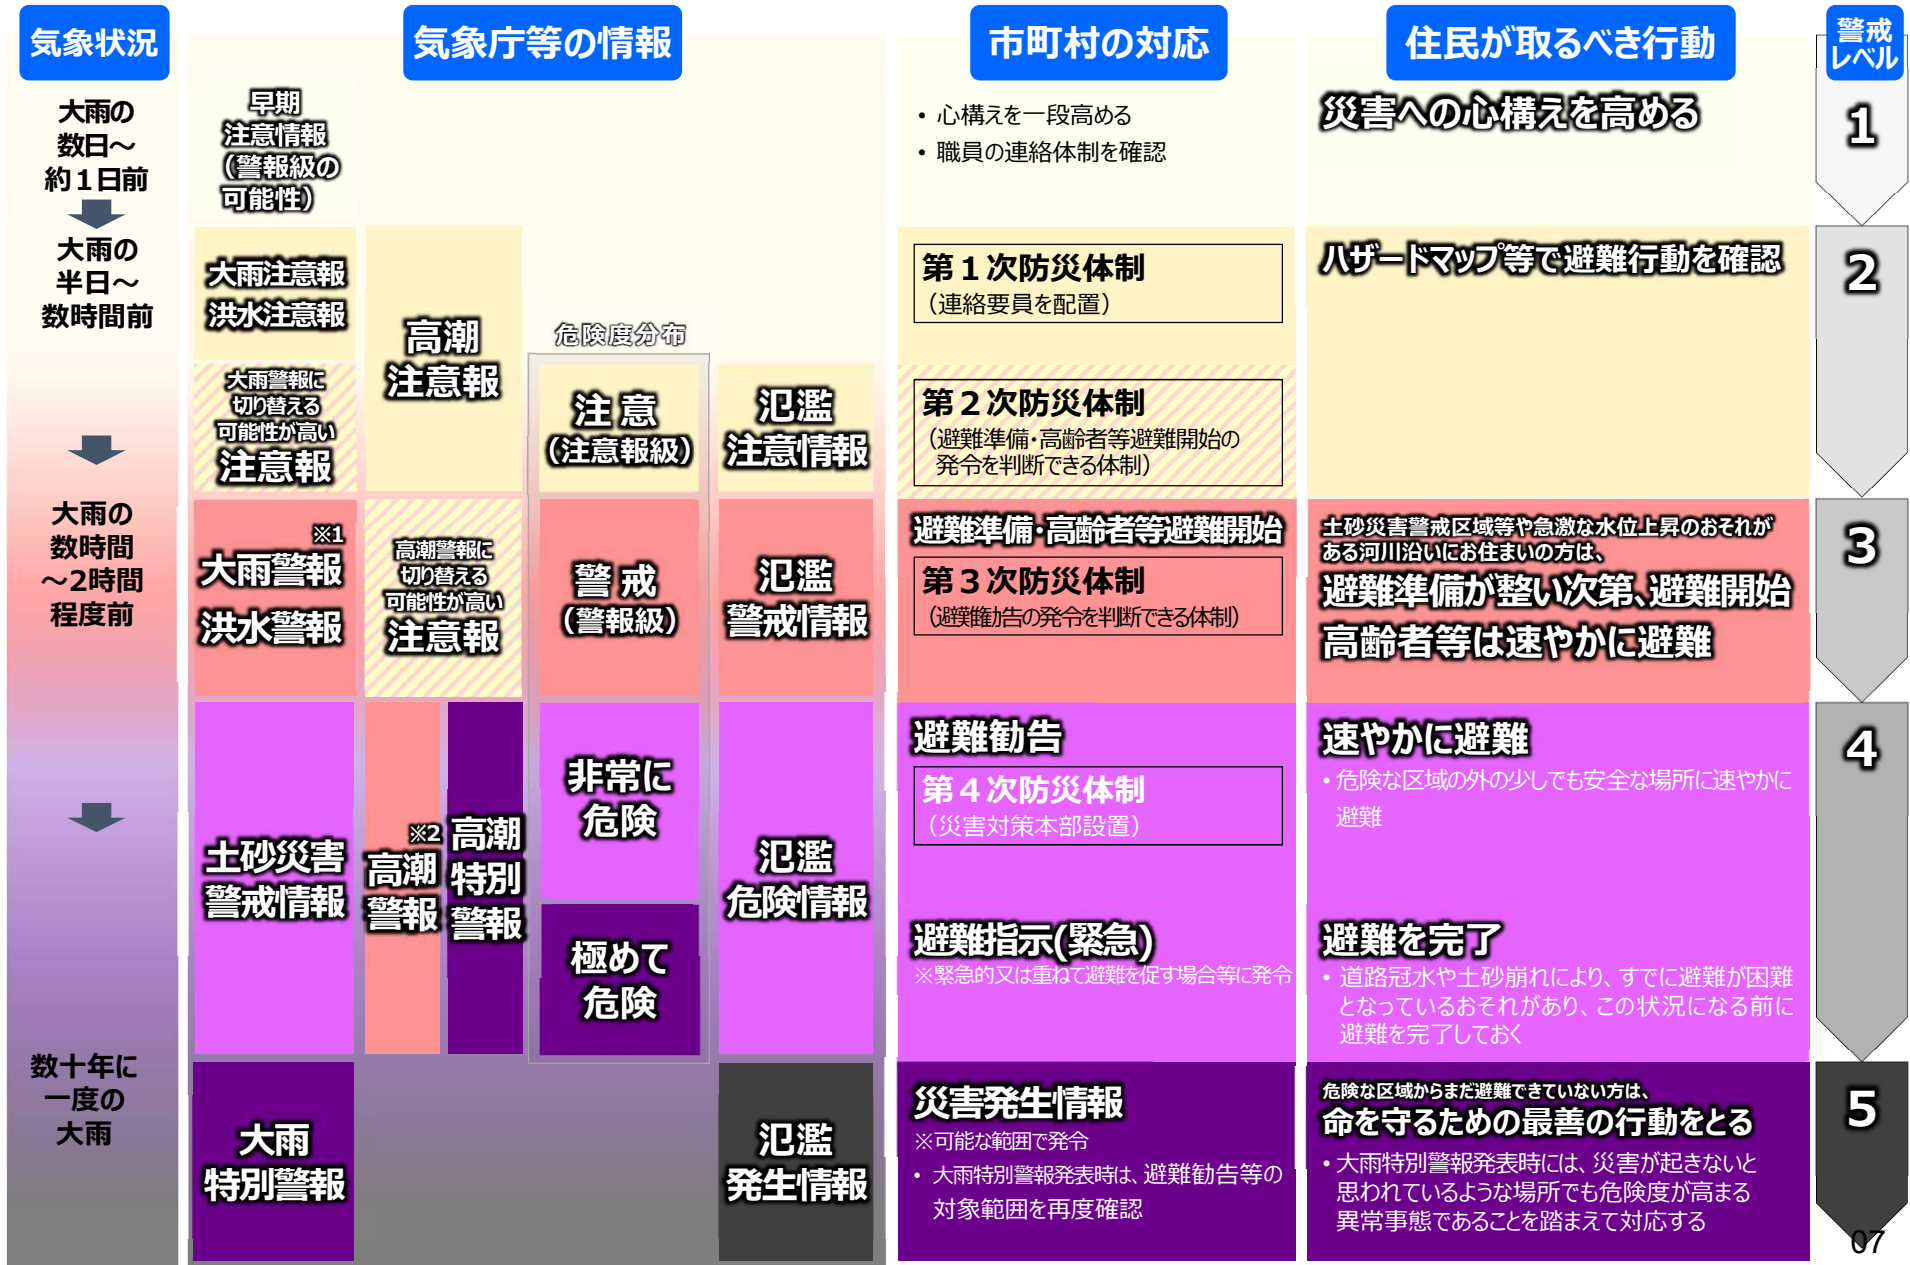 気象状況
気象庁等の情報
市町村の対応
住民が取るべき行動
警戒
レベル
大雨の
数日～
約１日前
早期
注意情報
（警報級の
可能性）
・心構えを一段高める
・職員の連絡体制を確認
災害への心構えを高める
1
大雨の
半日～
数時間前
大雨注意報
洪水注意報
大雨警報に
切り替える
可能性が高い
注意報
高潮
注意報
危険度分布
注意
（注意報級）
氾濫
注意情報
第１次防災体制
（連絡要員を配置）
第２次防災体制
（避難準備・高齢者等避難開始の
発令を判断できる体制）
ハザードマップ等で避難行動を確認
2
大雨の
数時間
～2時間
程度前
※1
大雨警報
洪水警報
高潮警報に
切り替える
可能性が高い
注意報
警戒
（警報級）
氾濫
警戒情報
避難準備・高齢者等避難開始
第３次防災体制
（避難勧告の発令を判断できる体制）
土砂災害警戒区域等や急激な水位上昇のおそれが
ある河川沿いにお住まいの方は、
避難準備が整い次第、避難開始
高齢者等は速やかに避難
3
土砂災害
警戒情報
※2
高潮
警報
高潮
特別
警報
非常に
危険
極めて
危険
氾濫
危険情報
避難勧告
第４次防災体制
（災害対策本部設置）
避難指示(緊急)
※緊急的又は重ねて避難を促す場合等に発令
速やかに避難
・危険な区域の外の少しでも安全な場所に速やかに
避難
避難を完了
・道路冠水や土砂崩れにより、すでに避難が困難
となっているおそれがあり、この状況になる前に
避難を完了しておく
4
数十年に
一度の
大雨
大雨
特別警報
氾濫
発生情報
災害発生情報
※可能な範囲で発令
・大雨特別警報発表時は、避難勧告等の
対象範囲を再度確認
危険な区域からまだ避難できていない方は、
命を守るための最善の行動をとる
・大雨特別警報発表時には、災害が起きないと
思われているような場所でも危険度が高まる
異常事態であることを踏まえて対応する
5
07